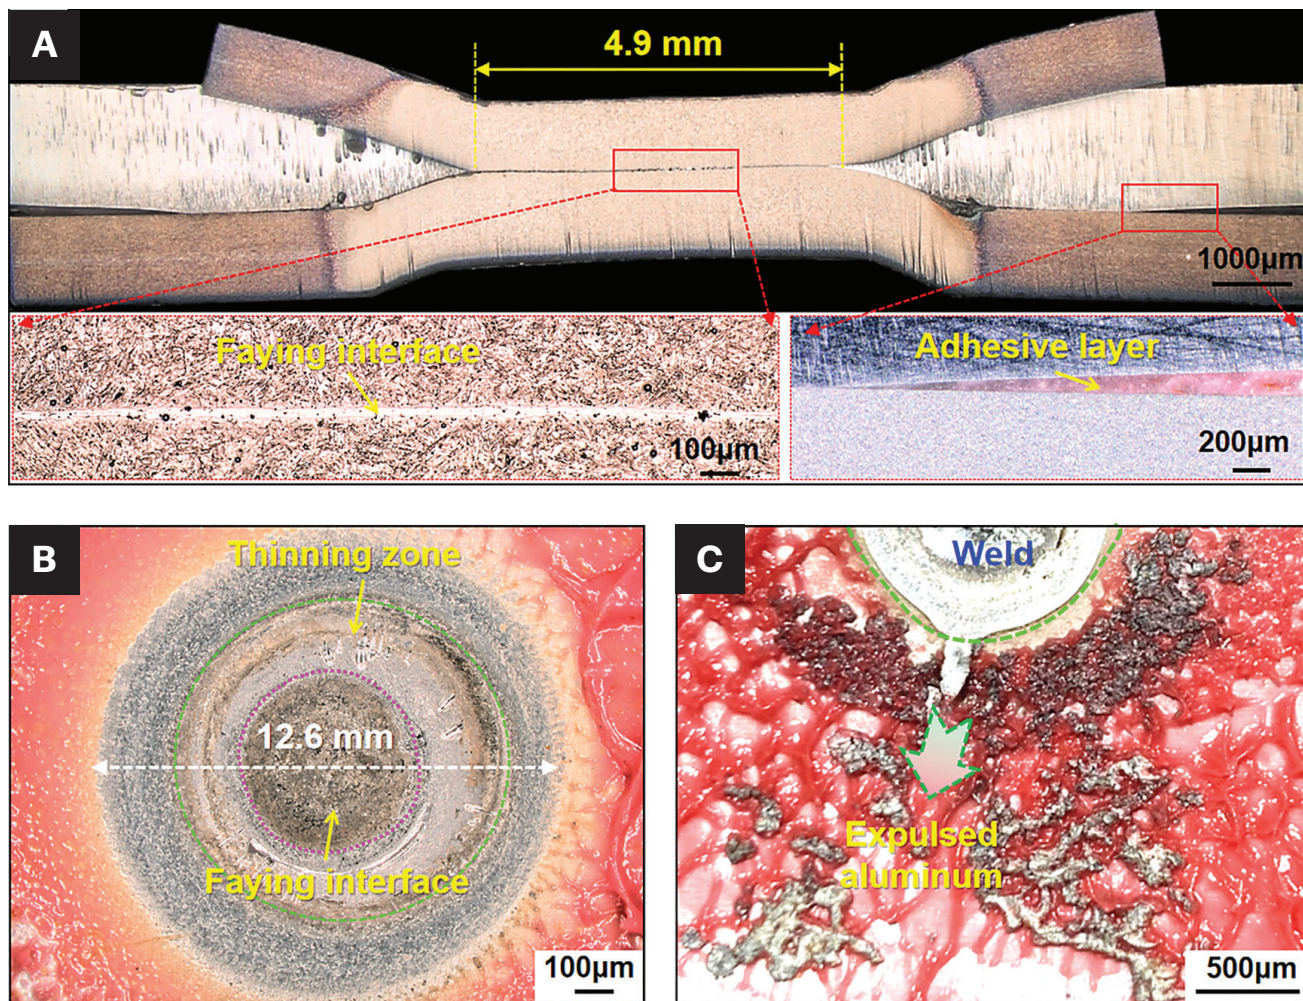 A
4.9 mm
1000μm
Faying interface
100μm
Adhesive layer
200μm
B
Thinning zone
12.6 mm
Faying interface
100μm
C
Weld
Expulsed
aluminum
500μm